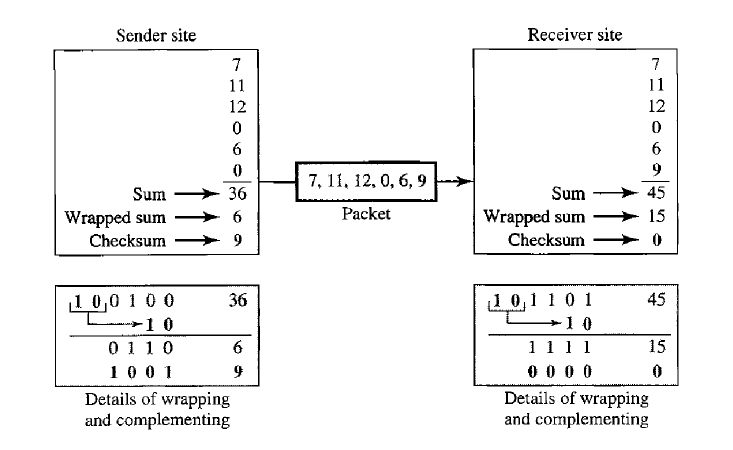 Sender site
7
11
12
0
6
0
Sum 36
Wrapped sum 6
Checksum 9
7, 11, 12, 0, 6, 9
Packet
Receiver site
7
11
12
0
6
9
Sum 45
Wrapped sum 15
Checksum 0
1 0 0 1 0 0 36
1 0
0 1 1 0 6
1 0 0 1 9
Details of wrapping
and complementing
1 0 1 1 0 1 45
1 0
1 1 1 1 15
0 0 0 0 0
Details of wrapping
and complementing